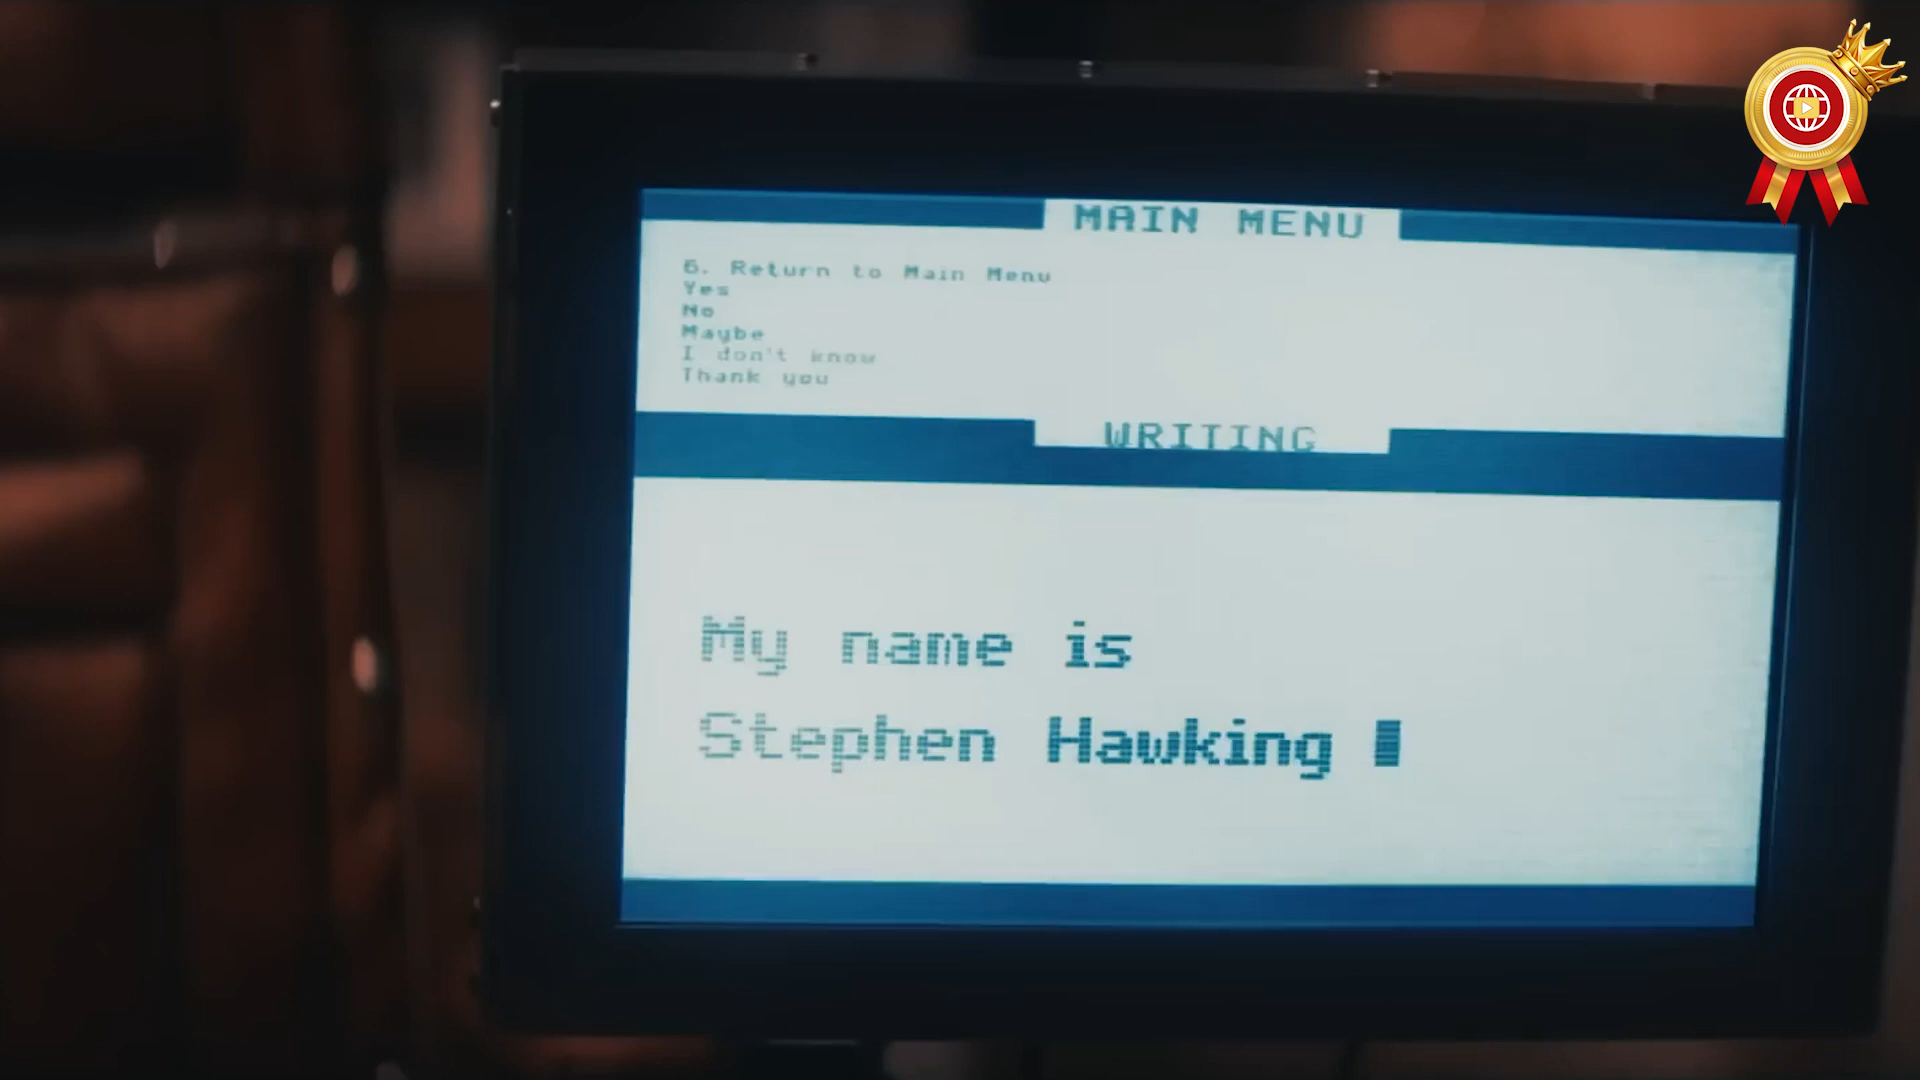 MAIN MENU
6. Return to Main Menu
Yes
No
Maybe
I don't know
Thank you
WRITING
My name is
Stephen Hawking